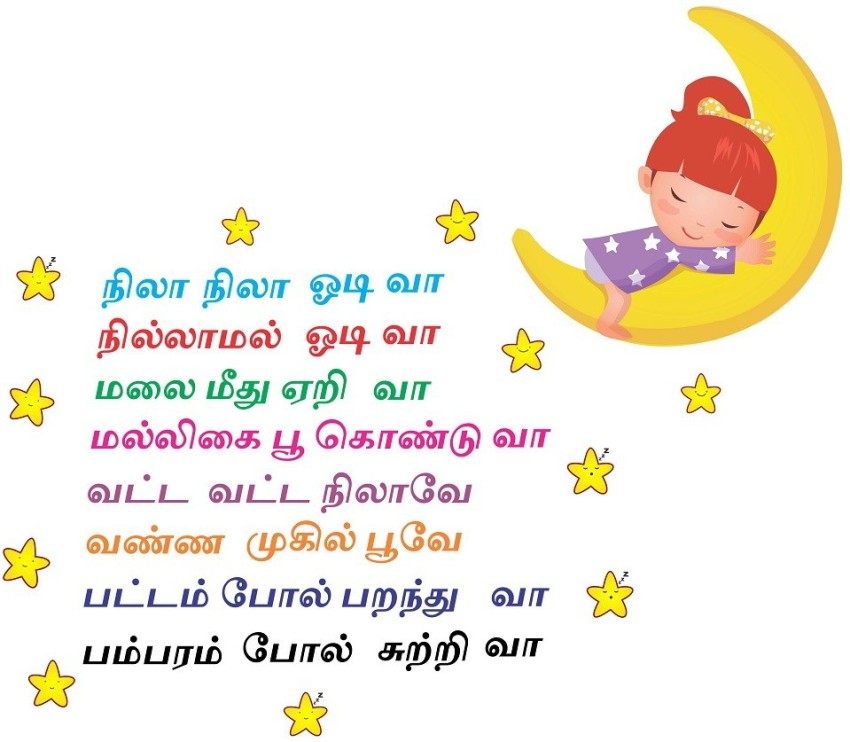 நிலா நிலா ஓடி வா
நில்லாமல் ஓடி வா
மலை மீது ஏறி வா
மல்லிகை பூ கொண்டு வா
வட்ட வட்ட நிலாவே
வண்ண முகில் பூவே
பட்டம் போல் பறந்து வா
பம்பரம் போல் சுற்றி வா